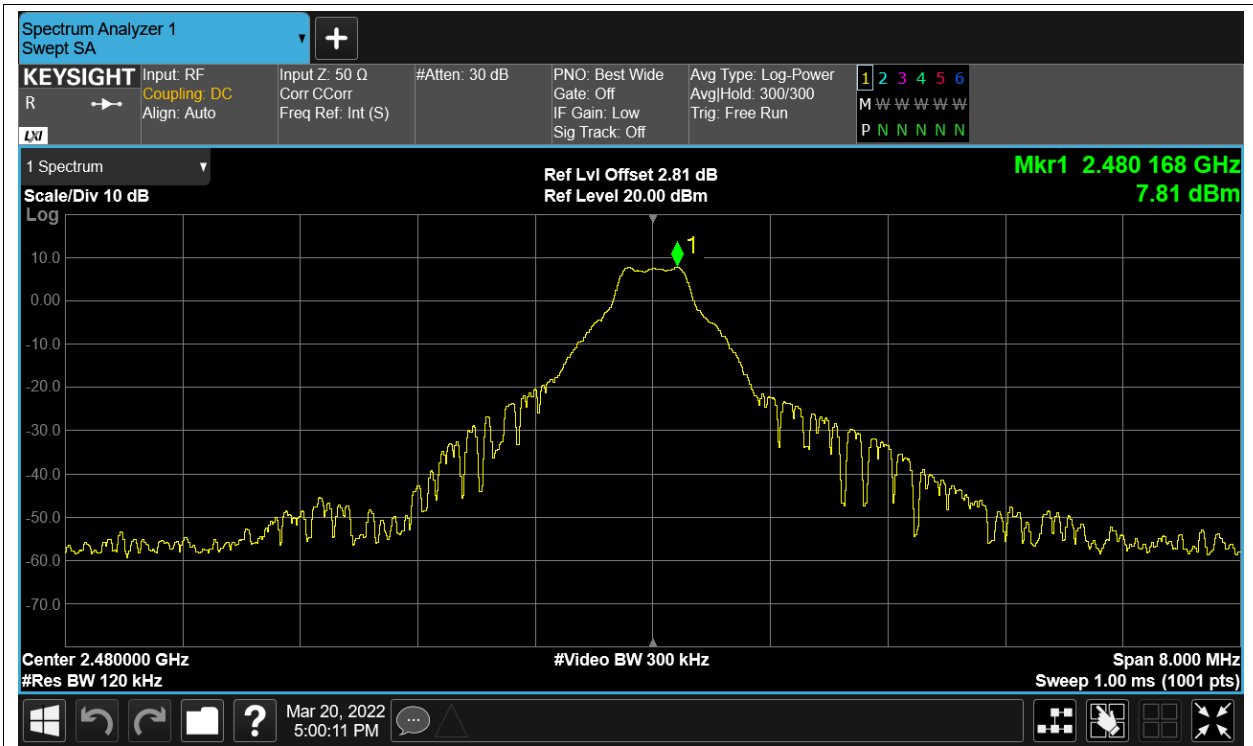 Spectrum Analyzer 1
Swept SA
+
KEYSIGHT
R
LXI
Input: RF
Coupling: DC
Align: Auto
Input Z: 50 Ω
Corr CCorr
Freq Ref: Int (S)
#Atten: 30 dB
PNO: Best Wide
Gate: Off
IF Gain: Low
Sig Track: Off
Avg Type: Log-Power
Avg|Hold: 300/300
Trig: Free Run
1 2 3 4 5 6
M W W W W W
P N N N N N
1 Spectrum
Scale/Div 10 dB
Log
Ref Lvl Offset 2.81 dB
Ref Level 20.00 dBm
Mkr1 2.480 168 GHz
7.81 dBm
1
10.0
0.00
-10.0
-20.0
-30.0
-40.0
-50.0
-60.0
-70.0
Center 2.480000 GHz
#Res BW 120 kHz
#Video BW 300 kHz
Span 8.000 MHz
Sweep 1.00 ms (1001 pts)
?
Mar 20, 2022
5:00:11 PM